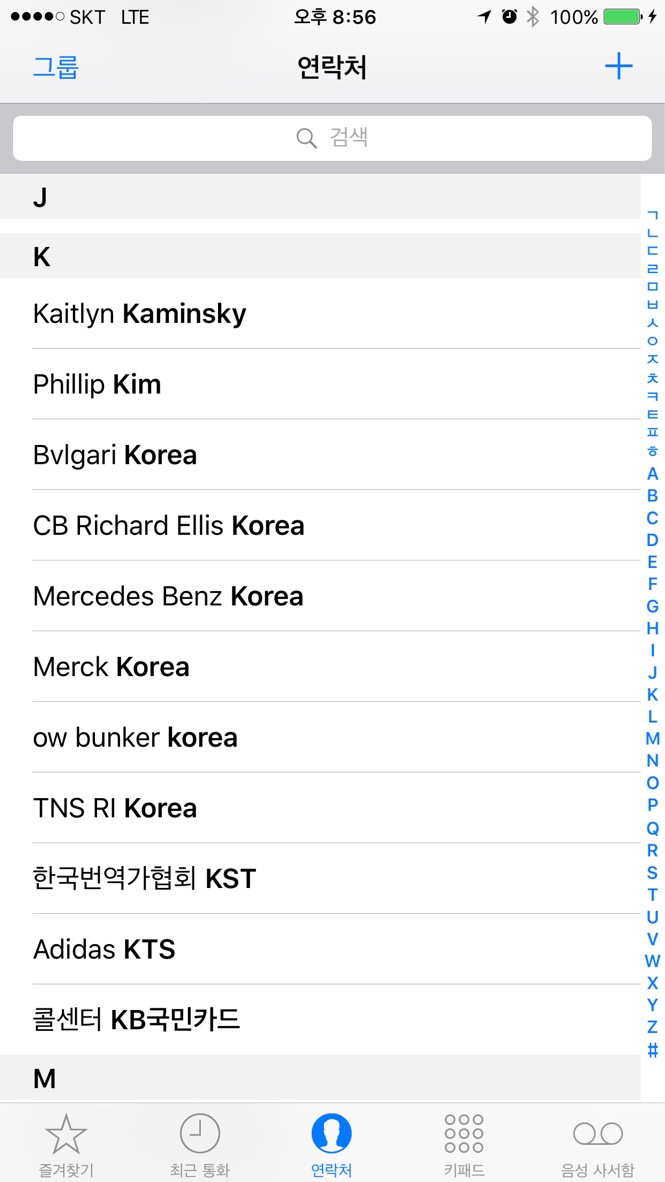 SKT LTE 오후 8:56 100%
그룹 연락처 +
검색
J
K
Kaitlyn Kaminsky
Phillip Kim
Bvlgari Korea
CB Richard Ellis Korea
Mercedes Benz Korea
Merck Korea
ow bunker korea
TNS RI Korea
한국번역가협회 KST
Adidas KTS
콜센터 KB국민카드
M
ㄱ
ㄴ
ㄷ
ㄹ
ㅁ
ㅂ
ㅅ
ㅇ
ㅈ
ㅊ
ㅋ
ㅌ
ㅍ
ㅎ
A
B
C
D
E
F
G
H
I
J
K
L
M
N
O
P
Q
R
S
T
U
V
W
X
Y
Z
#
즐겨찾기 최근 통화 연락처 키패드 음성 사서함